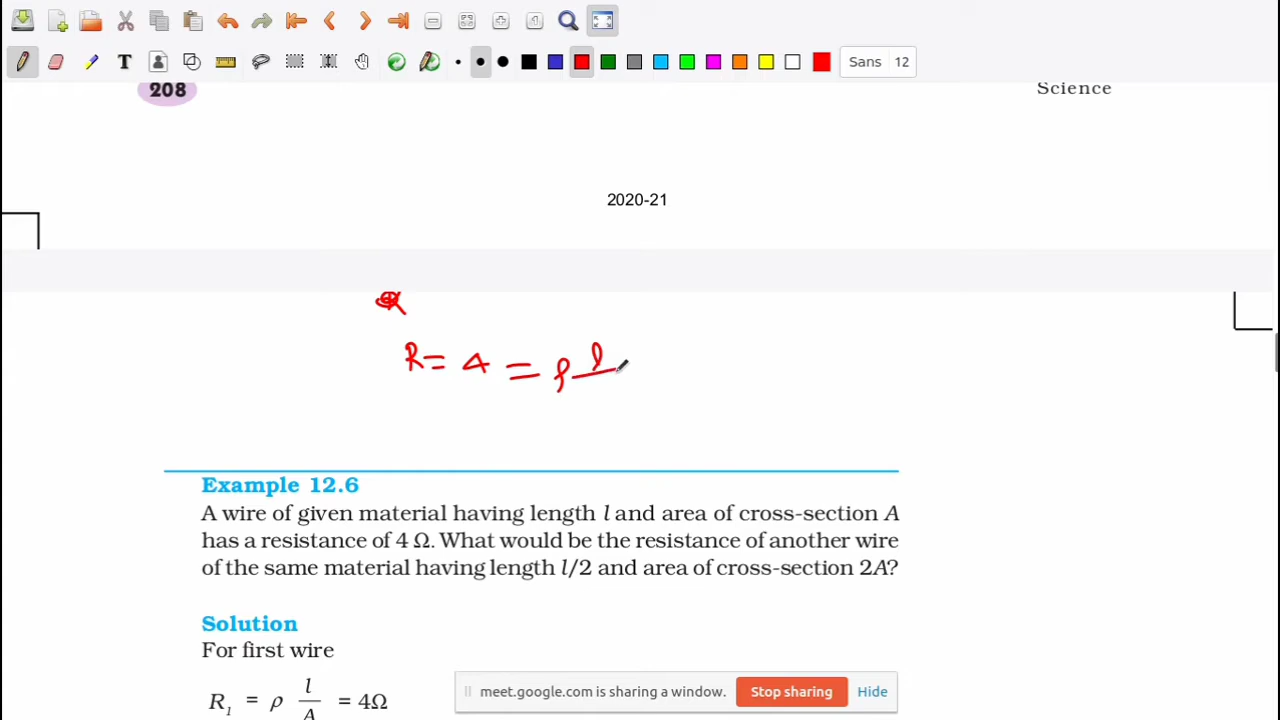 Sans 12
208
Science
2020-21
R = 4 = ρ l
Example 12.6
A wire of given material having length l and area of cross-section A
has a resistance of 4 Ω. What would be the resistance of another wire
of the same material having length l/2 and area of cross-section 2A?
Solution
For first wire
R₁ = ρ l/A = 4Ω
meet.google.com is sharing a window. Stop sharing Hide